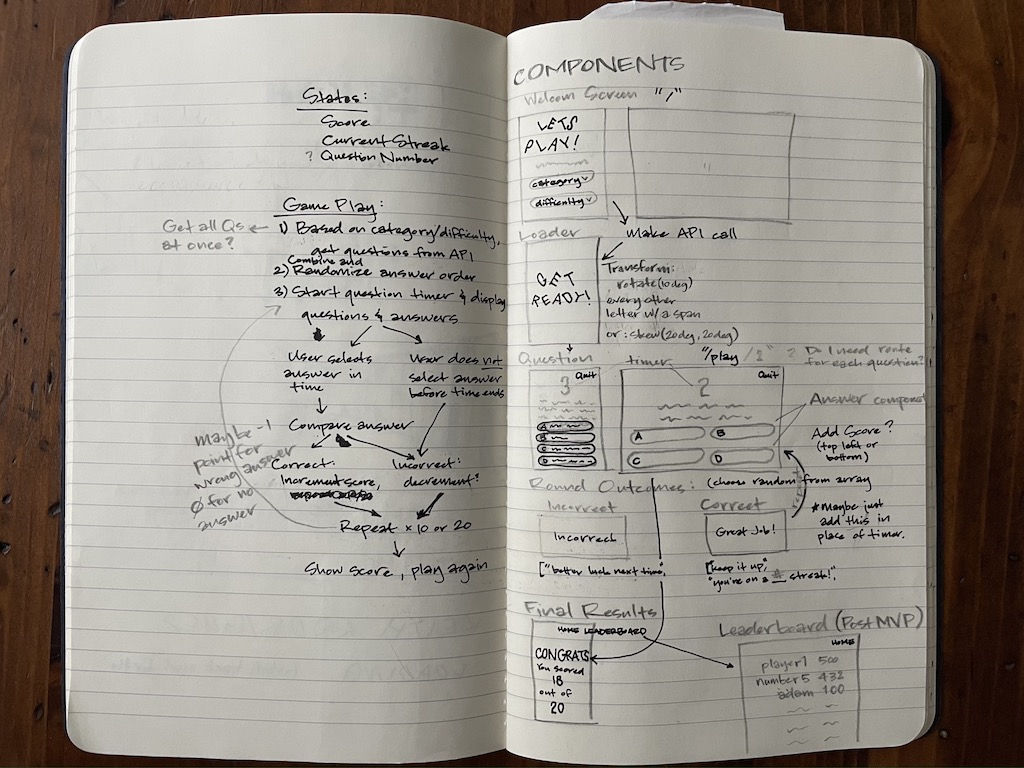 States:
Score
Current Streak
? Question Number
Game Play:
Get all Qs
at once?
1) Based on category/difficulty,
get questions from API
Combine and
2) Randomize answer order
3) Start question timer & display
questions & answers
User selects
answer in
time
User does not
select answer
before time ends
Compare answer
maybe -1
point for
wrong answer
Ø for no
answer
Correct:
Increment score,
Incorrect:
decrement?
Repeat x 10 or 20
Show score, play again
COMPONENTS
Welcom Screen "/"
LETS
PLAY!
category
difficulty
Make API call
Loader
GET
READY!
Transform:
rotate(10deg)
every other
letter w/ a span
or: skew(20deg, 20deg)
Question timer "/play/2" ? Do I need route
for each question?
Quit
3
A
B
C
D
Quit
2
A B
C D
Answer component
Add Score?
(top left or
bottom)
Round Outcomes: (choose random from array
repeat
Incorrect
Incorrect
["better luck next time",
Correct
Great Job!
["keep it up",
"you're on a # streak!",
* Maybe just
add this in
place of timer.
Final Results
HOME LEADERBOARD
CONGRATS
You scored
18
out of
20
Leaderboard (Post MVP)
HOME
player1 500
number5 432
adam 100